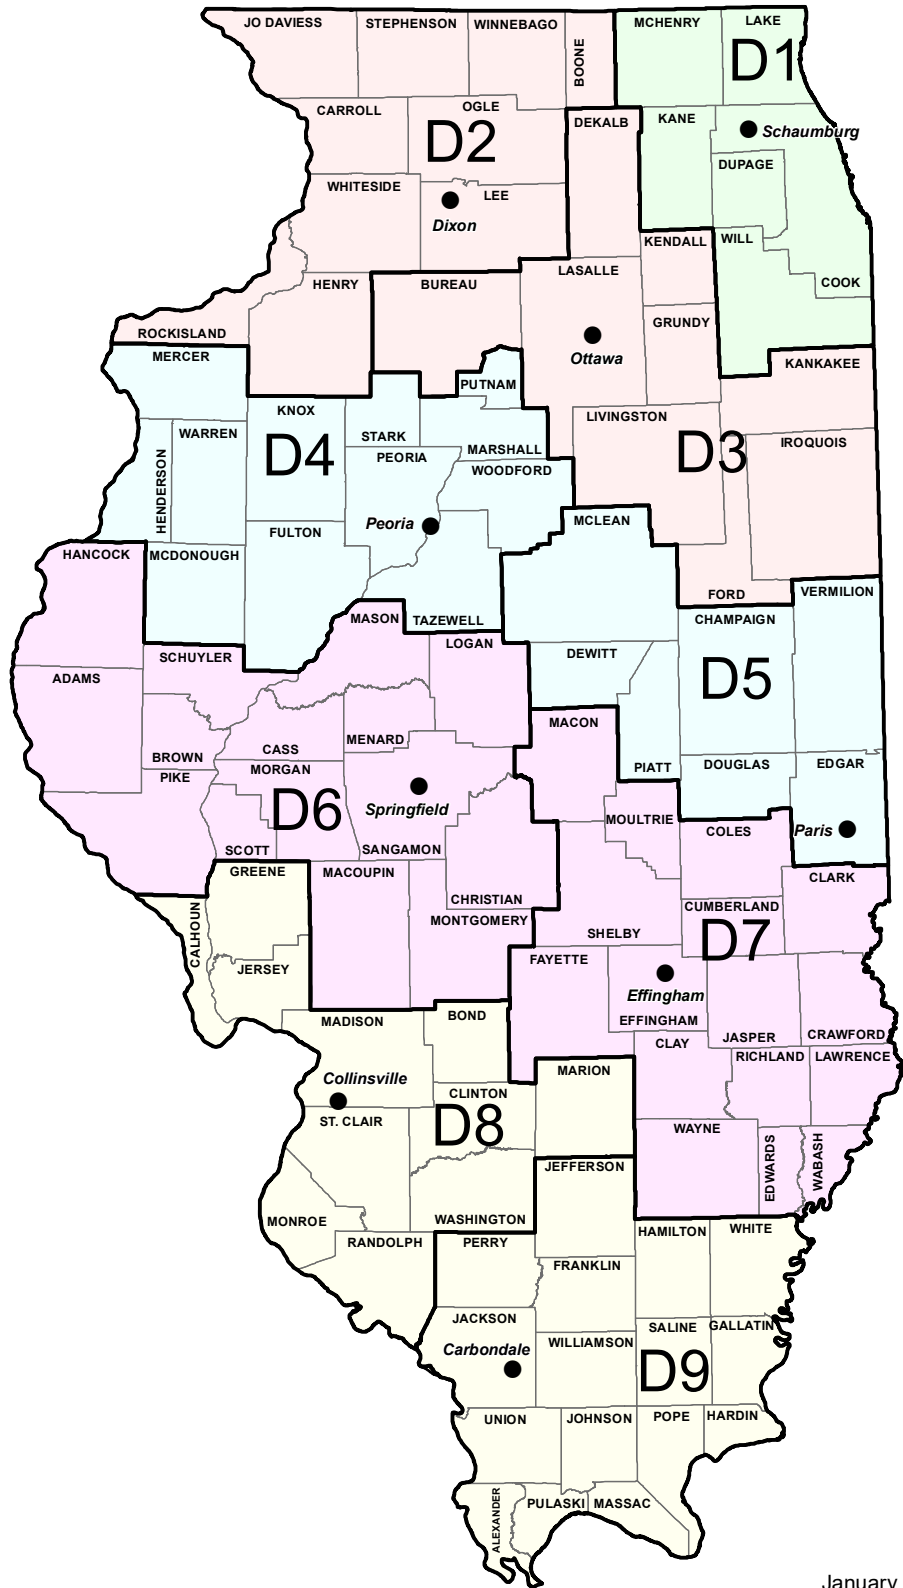 JO DAVIESS
STEPHENSON
WINNEBAGO
BOONE
MCHENRY
LAKE
D1
CARROLL
OGLE
D2
DEKALB
KANE
Schaumburg
DUPAGE
WHITESIDE
LEE
Dixon
KENDALL
WILL
COOK
HENRY
BUREAU
LASALLE
ROCKISLAND
GRUNDY
Ottawa
MERCER
KANKAKEE
PUTNAM
KNOX
STARK
LIVINGSTON
WARREN
D4
HENDERSON
PEORIA
MARSHALL
WOODFORD
D3
IROQUOIS
Peoria
FULTON
MCLEAN
HANCOCK
MCDONOUGH
FORD
VERMILION
MASON
TAZEWELL
CHAMPAIGN
SCHUYLER
LOGAN
DEWITT
D5
ADAMS
MACON
BROWN
CASS
MENARD
PIATT
DOUGLAS
EDGAR
PIKE
MORGAN
D6
Springfield
MOULTRIE
COLES
Paris
SCOTT
SANGAMON
GREENE
MACOUPIN
CLARK
CHRISTIAN
CUMBERLAND
CALHOUN
MONTGOMERY
SHELBY
D7
FAYETTE
JERSEY
Effingham
EFFINGHAM
MADISON
BOND
CLAY
JASPER
CRAWFORD
RICHLAND
LAWRENCE
MARION
Collinsville
CLINTON
ST. CLAIR
D8
WAYNE
EDWARDS
WABASH
JEFFERSON
MONROE
WASHINGTON
HAMILTON
WHITE
RANDOLPH
PERRY
FRANKLIN
JACKSON
SALINE
GALLATIN
Carbondale
WILLIAMSON
D9
UNION
JOHNSON
POPE
HARDIN
ALEXANDER
PULASKI
MASSAC
January